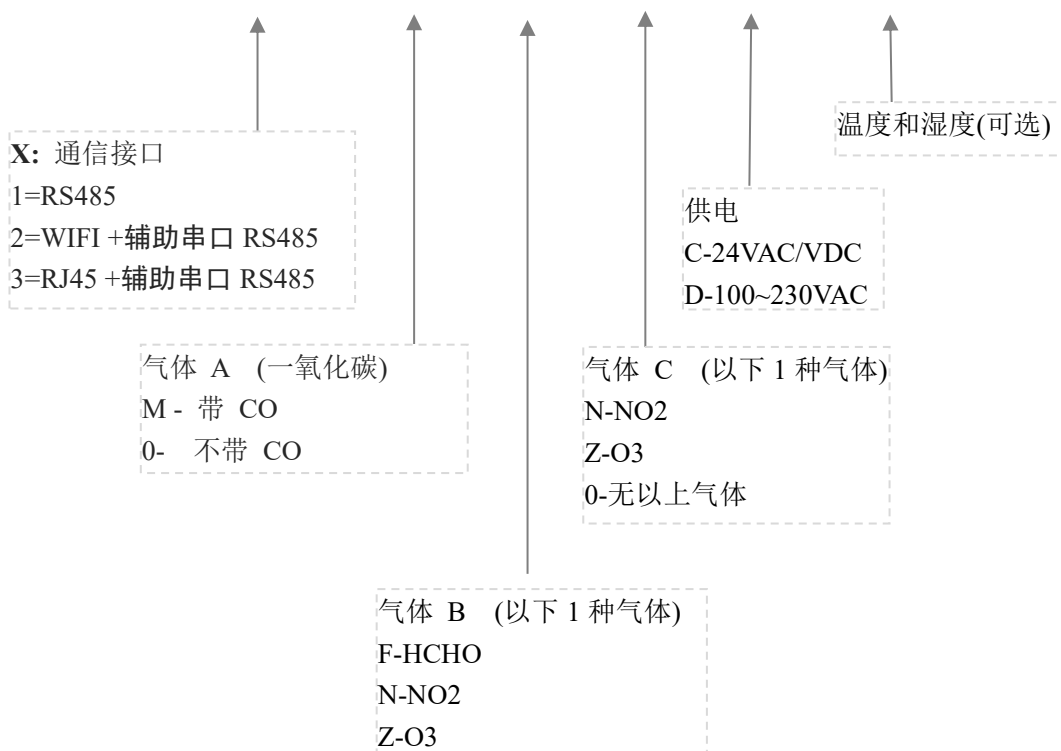 温度和湿度(可选)
X: 通信接口
1=RS485
2=WIFI +辅助串口 RS485
3=RJ45 +辅助串口 RS485
供电
C-24VAC/VDC
D-100~230VAC
气体 A (一氧化碳)
M - 带 CO
0- 不带 CO
气体 C (以下 1 种气体)
N-NO2
Z-O3
0-无以上气体
气体 B (以下 1 种气体)
F-HCHO
N-NO2
Z-O3